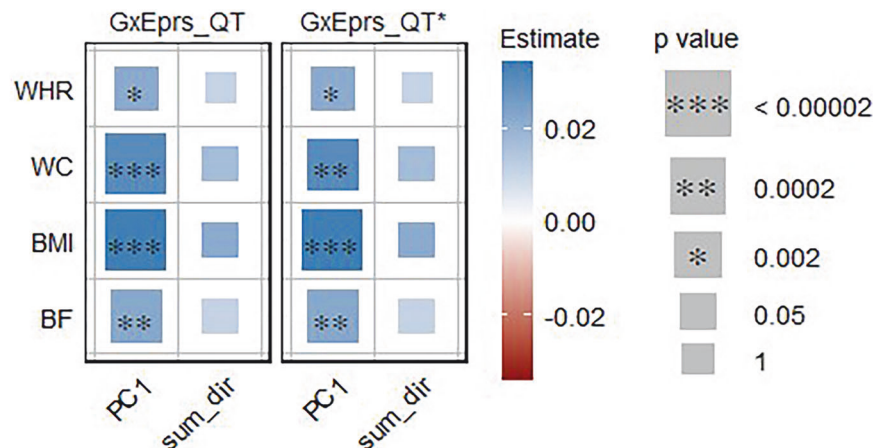 GxEprs_QT GxEprs_QT* Estimate p value
WHR * *
WC *** **
BMI *** ***
BF ** **
PC1 sum_dir PC1 sum_dir
0.02
0.00
-0.02
*** < 0.00002
** 0.0002
* 0.002
0.05
1